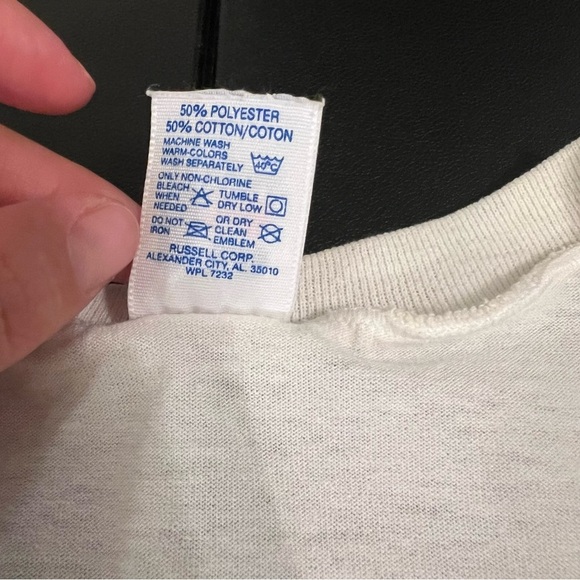 50% POLYESTER
50% COTTON/COTON
MACHINE WASH
WARM-COLORS
WASH SEPARATELY 40°C
ONLY NON-CHLORINE
BLEACH WHEN NEEDED
TUMBLE DRY LOW
DO NOT IRON
OR DRY CLEAN EMBLEM
RUSSELL CORP.
ALEXANDER CITY, AL. 35010
WPL 7232